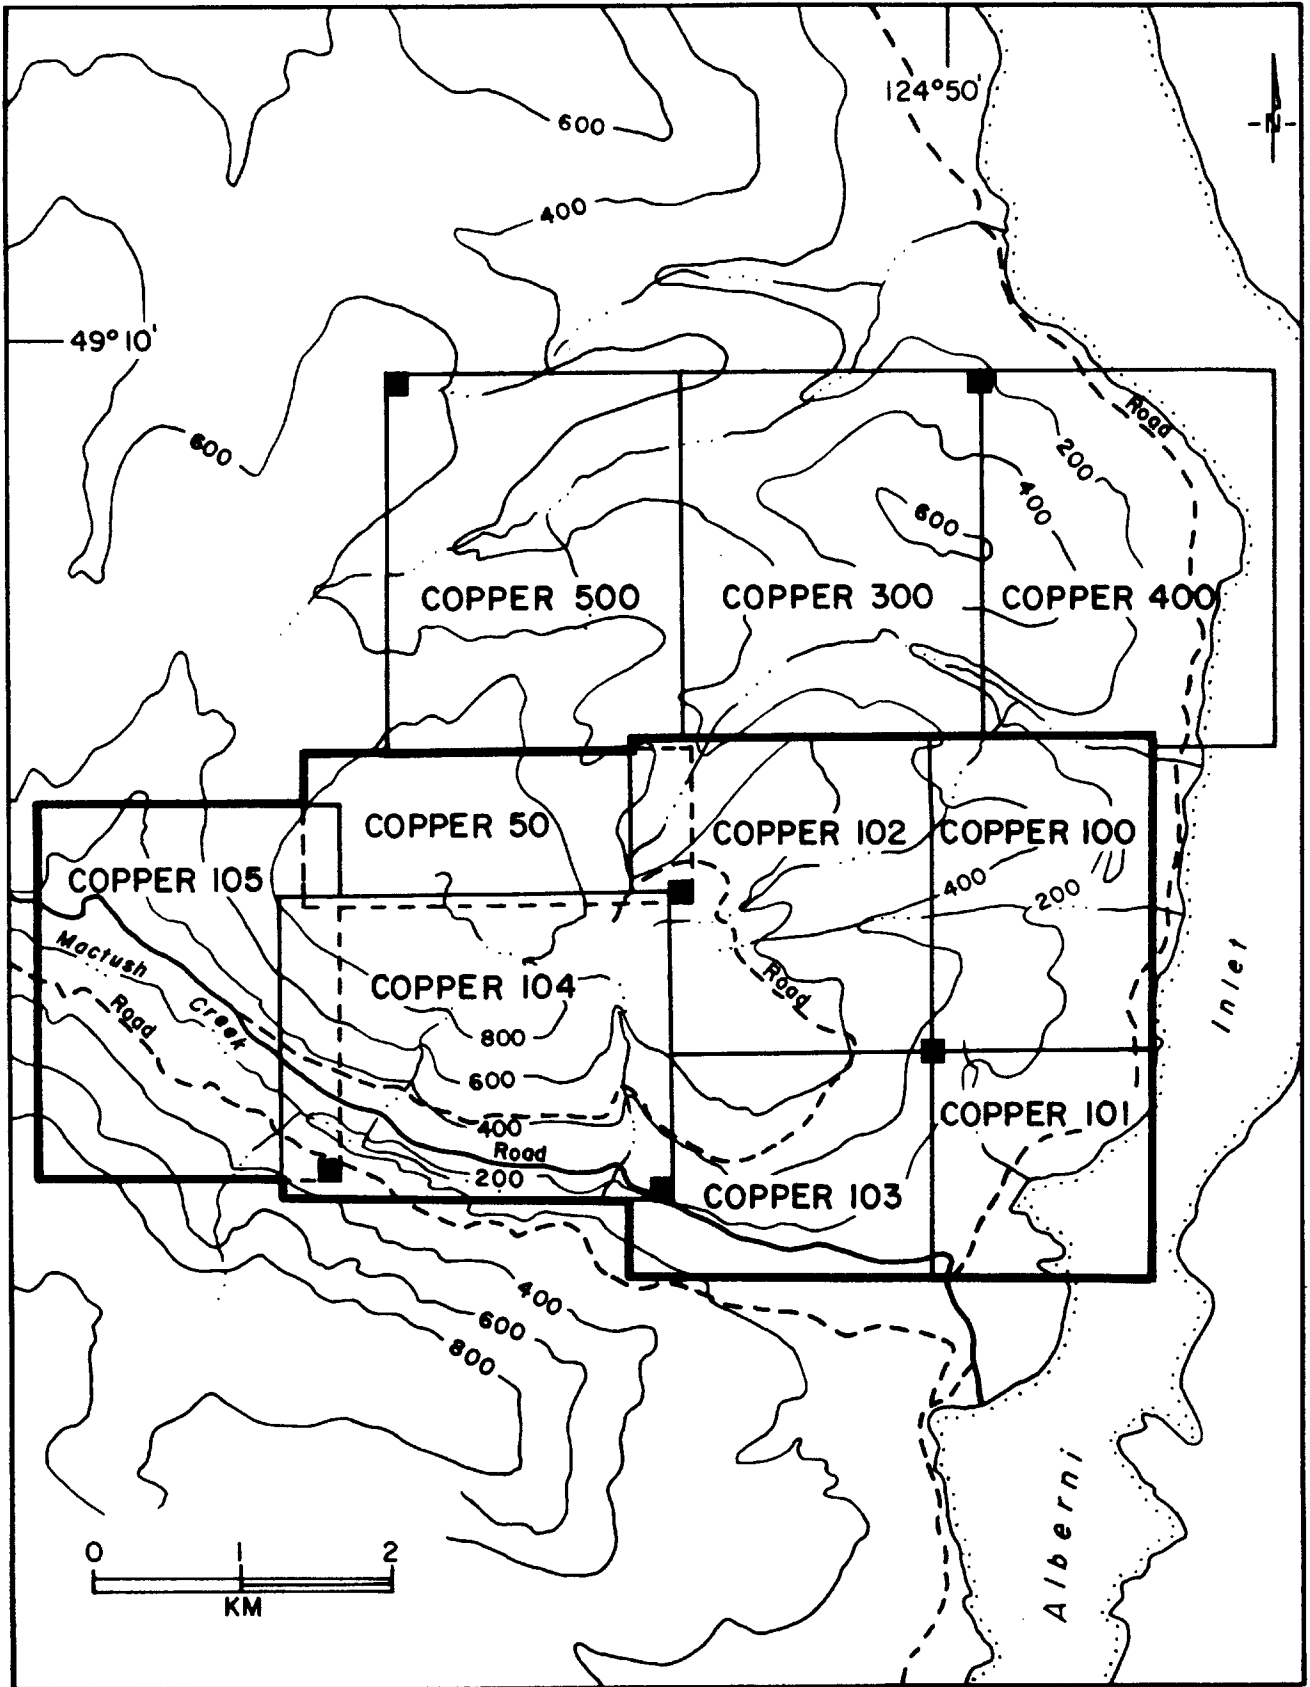 124°50'
N
600
400
49°10'
Road
600
200
400
600
COPPER 500
COPPER 300
COPPER 400
COPPER 50
COPPER 102
COPPER 100
COPPER 105
400
200
Mactush
Creek
Road
COPPER 104
Road
Inlet
800
600
400
COPPER 101
Road
200
COPPER 103
400
600
800
Alberni
0 1 2
KM